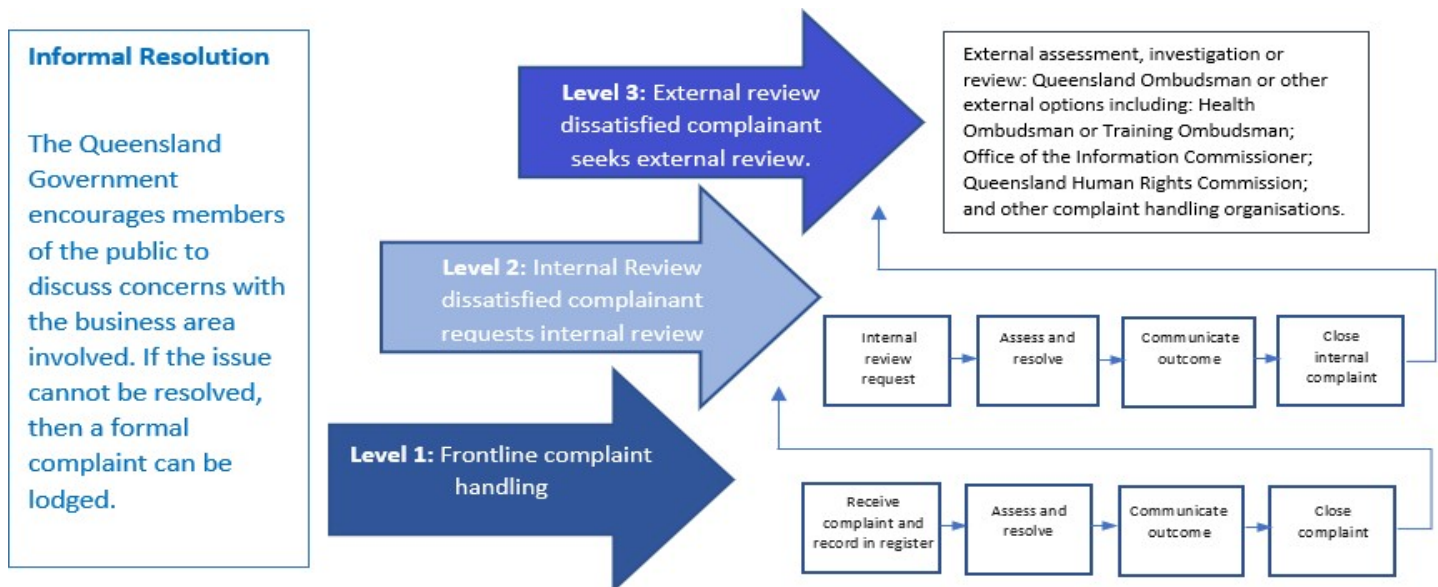 Informal Resolution
The Queensland
Government
encourages members
of the public to
discuss concerns with
the business area
involved. If the issue
cannot be resolved,
then a formal
complaint can be
lodged.
Level 3: External review
dissatisfied complainant
seeks external review.
External assessment, investigation or
review: Queensland Ombudsman or other
external options including: Health
Ombudsman or Training Ombudsman;
Office of the Information Commissioner;
Queensland Human Rights Commission;
and other complaint handling organisations.
Level 2: Internal Review
dissatisfied complainant
requests internal review
Internal
review
request
Assess and
resolve
Communicate
outcome
Close
internal
complaint
Level 1: Frontline complaint
handling
Receive
complaint and
record in register
Assess and
resolve
Communicate
outcome
Close
complaint